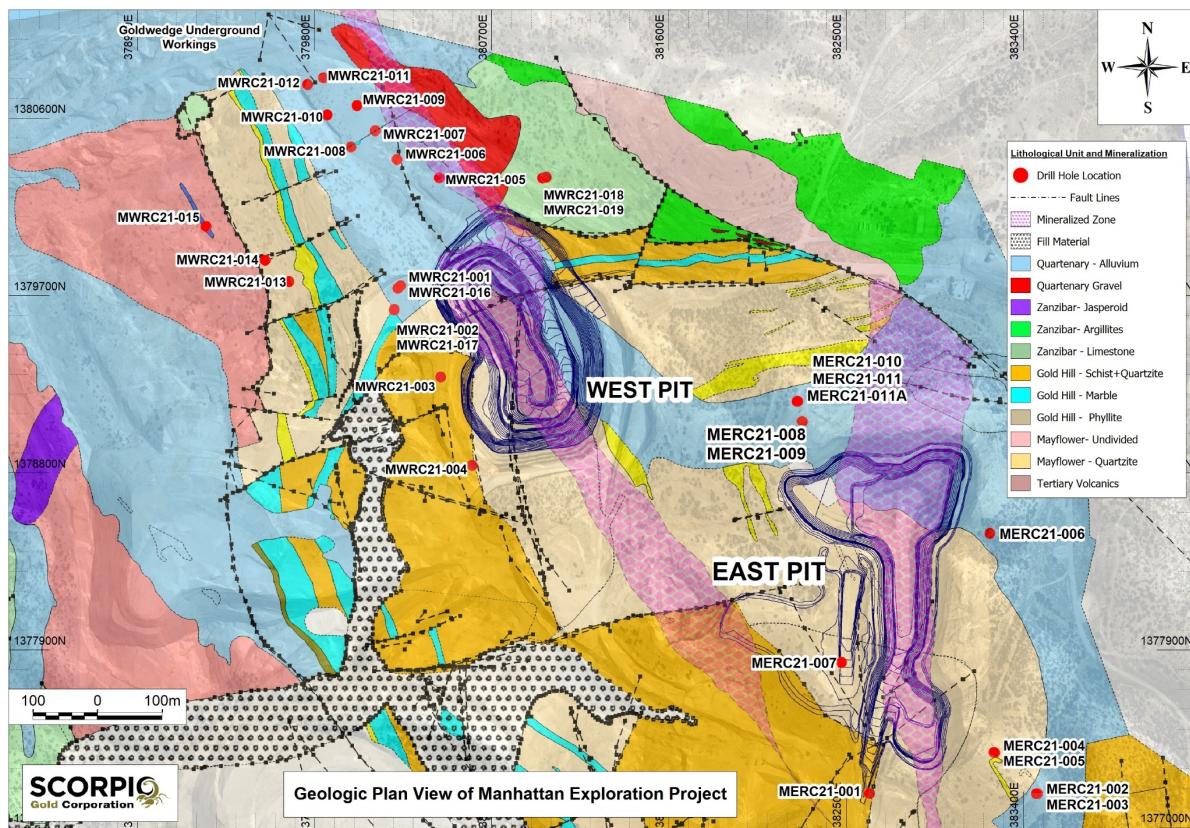 Goldwedge Underground
Workings
378900E
379800E
380700E
381600E
382500E
383400E
N
W E
S
MWRC21-012
MWRC21-011
MWRC21-009
1380600N
MWRC21-010
MWRC21-007
MWRC21-008
MWRC21-006
MWRC21-005
MWRC21-018
MWRC21-019
MWRC21-015
MWRC21-014
MWRC21-013
MWRC21-001
MWRC21-016
1379700N
MWRC21-002
MWRC21-017
MWRC21-003
MWRC21-004
WEST PIT
MERC21-010
MERC21-011
MERC21-011A
MERC21-008
MERC21-009
1378800N
MERC21-006
EAST PIT
1377900N
1377900N
MERC21-007
MERC21-004
MERC21-005
MERC21-001
MERC21-002
MERC21-003
383400E
1377000N
Lithological Unit and Mineralization
Drill Hole Location
Fault Lines
Mineralized Zone
Fill Material
Quartenary - Alluvium
Quartenary Gravel
Zanzibar- Jasperoid
Zanzibar- Argillites
Zanzibar - Limestone
Gold Hill - Schist+Quartzite
Gold Hill - Marble
Gold Hill - Phyllite
Mayflower- Undivided
Mayflower - Quartzite
Tertiary Volcanics
100 0 100m
SCORPIO
Gold Corporation
Geologic Plan View of Manhattan Exploration Project